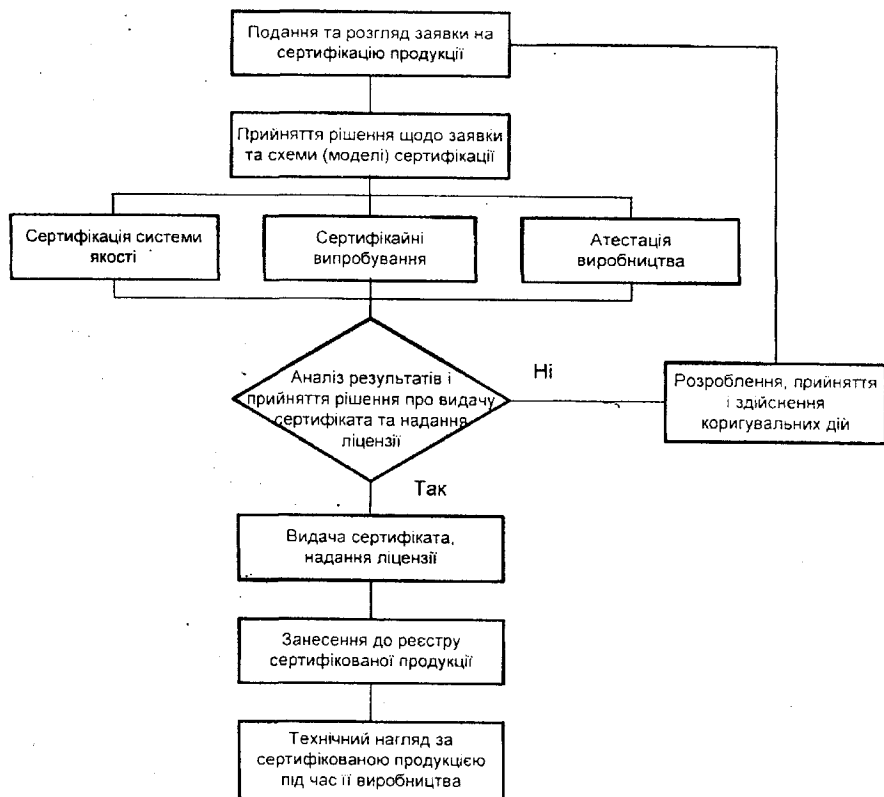 Подання та розгляд заявки на
сертифікацію продукції
Прийняття рішення щодо заявки
та схеми (моделі) сертифікації
Сертифікація системи
якості
Сертифікайні
випробування
Атестація
виробництва
Аналіз результатів і
прийняття рішення про видачу
сертифіката та надання
ліцензії
Ні
Розроблення, прийняття
і здійснення
коригувальних дій
Так
Видача сертифіката,
надання ліцензії
Занесення до реєстру
сертифікованої продукції
Технічний нагляд за
сертифікованою продукцією
під час її виробництва